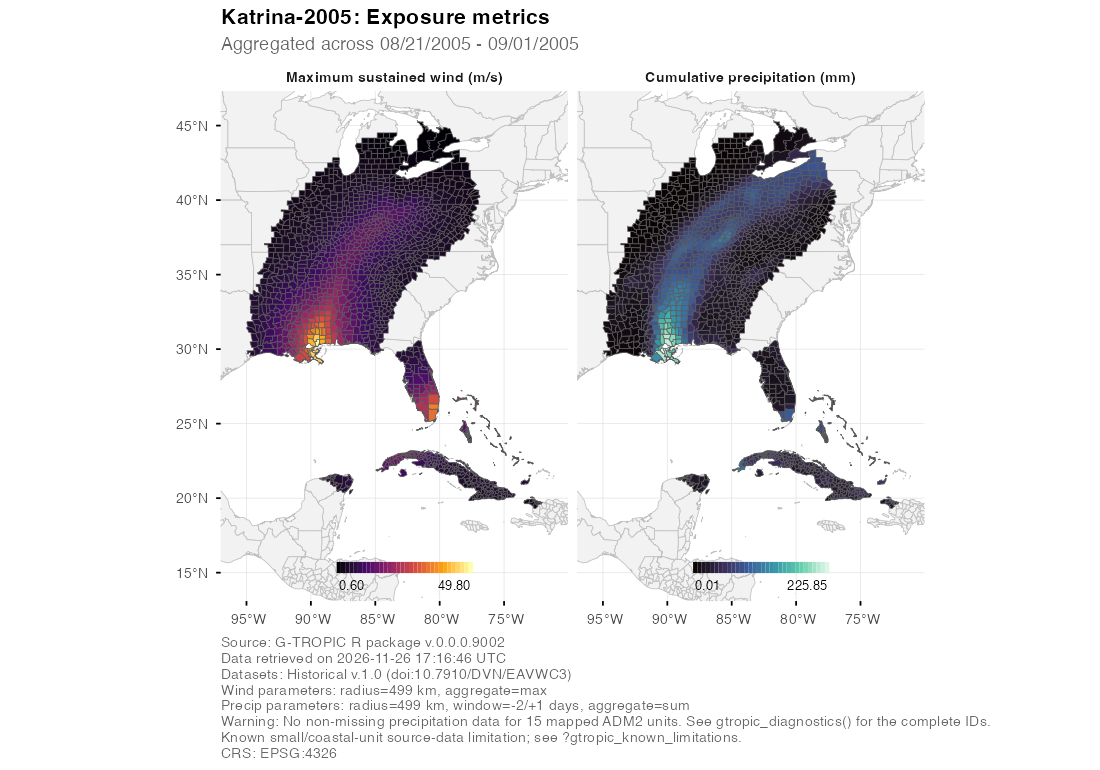 Katrina-2005: Exposure metrics
Aggregated across 08/21/2005 - 09/01/2005
Maximum sustained wind (m/s)
Cumulative precipitation (mm)
45°N
40°N
35°N
30°N
25°N
20°N
15°N
0.60 49.80
0.01 225.85
95°W 90°W 85°W 80°W 75°W
95°W 90°W 85°W 80°W 75°W
Source: G-TROPIC R package v.0.0.0.9002
Data retrieved on 2026-11-26 17:16:46 UTC
Datasets: Historical v.1.0 (doi:10.7910/DVN/EAVWC3)
Wind parameters: radius=499 km, aggregate=max
Precip parameters: radius=499 km, window=-2/+1 days, aggregate=sum
Warning: No non-missing precipitation data for 15 mapped ADM2 units. See gtropic_diagnostics() for the complete IDs.
Known small/coastal-unit source-data limitation; see ?gtropic_known_limitations.
CRS: EPSG:4326